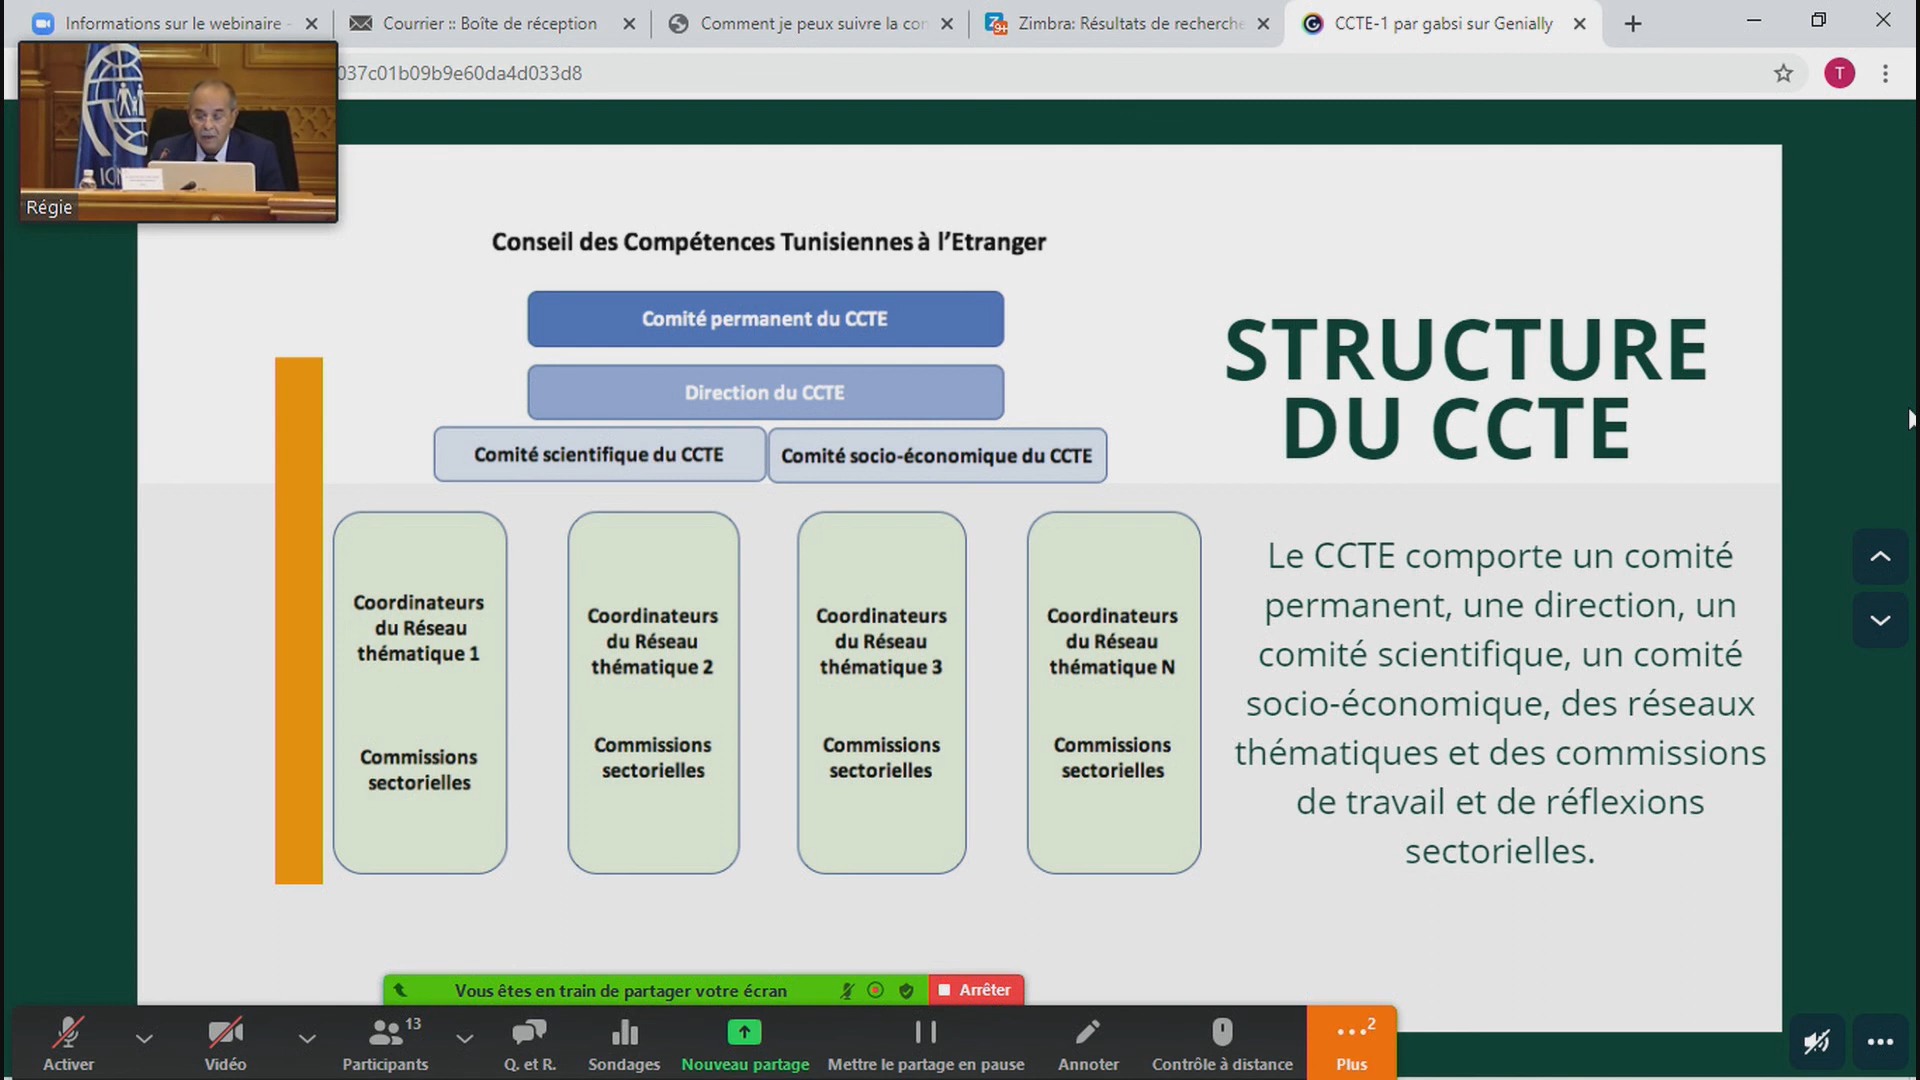 Informations sur le webinaire -
Courrier :: Boîte de réception
Comment je peux suivre la con
Zimbra: Résultats de recherche
CCTE-1 par gabsi sur Genially
037c01b09b9e60da4d033d8
T
Régie
Conseil des Compétences Tunisiennes à l’Etranger
Comité permanent du CCTE
Direction du CCTE
Comité scientifique du CCTE
Comité socio-économique du CCTE
Coordinateurs
du Réseau
thématique 1
Commissions
sectorielles
Coordinateurs
du Réseau
thématique 2
Commissions
sectorielles
Coordinateurs
du Réseau
thématique 3
Commissions
sectorielles
Coordinateurs
du Réseau
thématique N
Commissions
sectorielles
STRUCTURE
DU CCTE
Le CCTE comporte un comité
permanent, une direction, un
comité scientifique, un comité
socio-économique, des réseaux
thématiques et des commissions
de travail et de réflexions
sectorielles.
Vous êtes en train de partager votre écran
Arrêter
Activer
Vidéo
13
Participants
Q. et R.
Sondages
Nouveau partage
Mettre le partage en pause
Annoter
Contrôle à distance
2
Plus